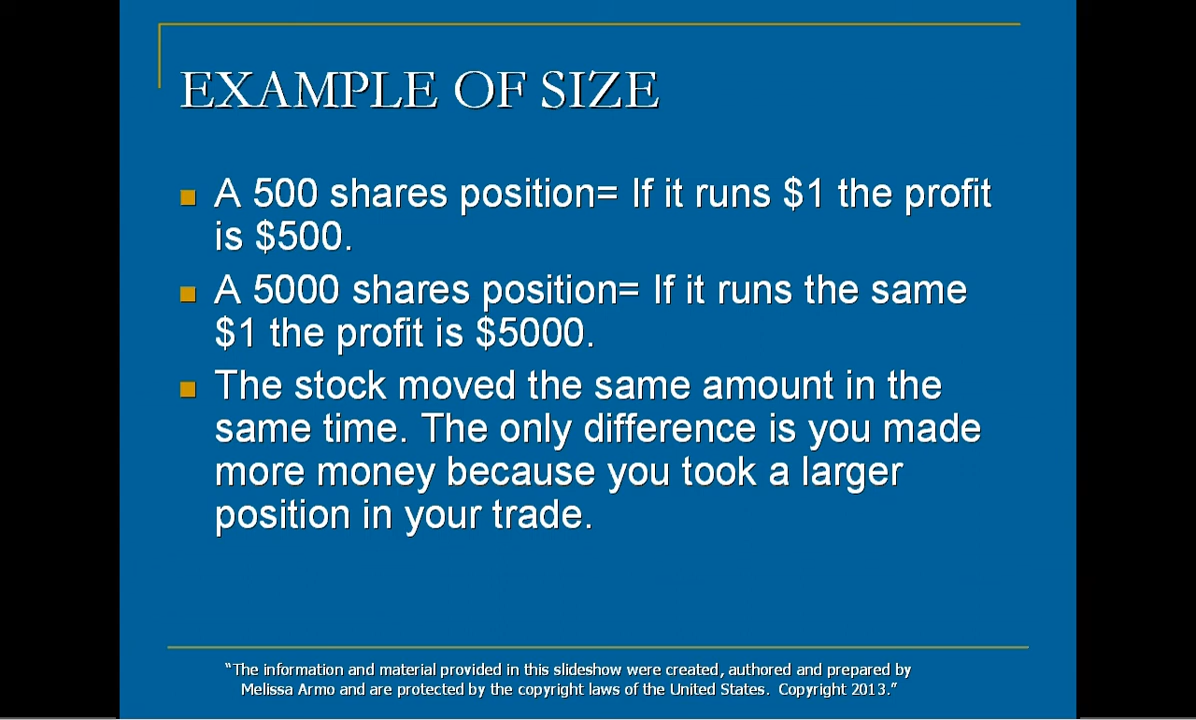 EXAMPLE OF SIZE
A 500 shares position= If it runs $1 the profit
is $500.
A 5000 shares position= If it runs the same
$1 the profit is $5000.
The stock moved the same amount in the
same time. The only difference is you made
more money because you took a larger
position in your trade.
“The information and material provided in this slideshow were created, authored and prepared by
Melissa Armo and are protected by the copyright laws of the United States. Copyright 2013.”